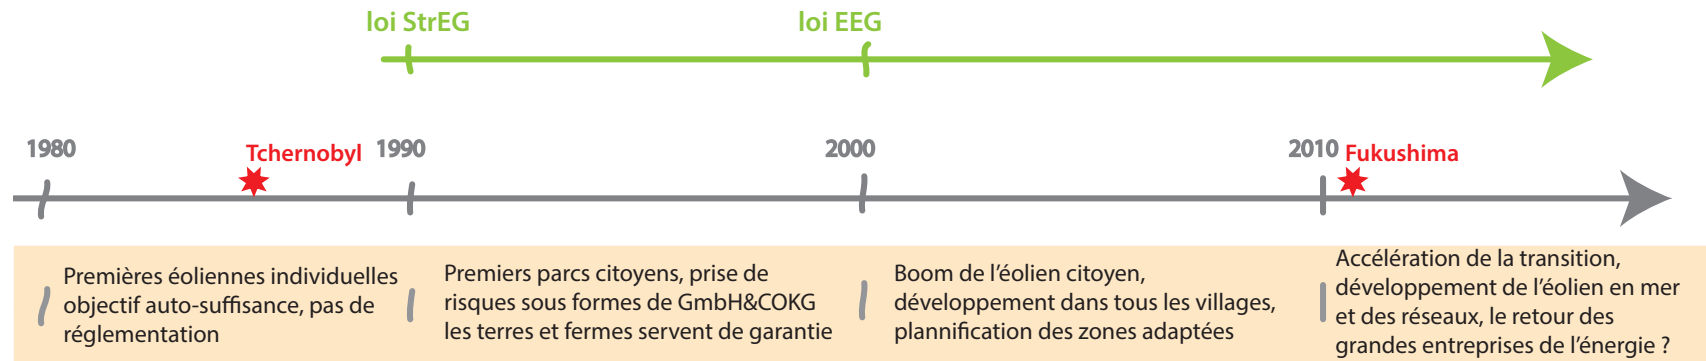 loi StrEG
loi EEG
1980
Tchernobyl
1990
2000
2010
Fukushima
Premières éoliennes individuelles
objectif auto-suffisance, pas de
réglementation
Premiers parcs citoyens, prise de
risques sous formes de GmbH&COKG
les terres et fermes servent de garantie
Boom de l’éolien citoyen,
développement dans tous les villages,
plannification des zones adaptées
Accélération de la transition,
développement de l’éolien en mer
et des réseaux, le retour des
grandes entreprises de l’énergie ?